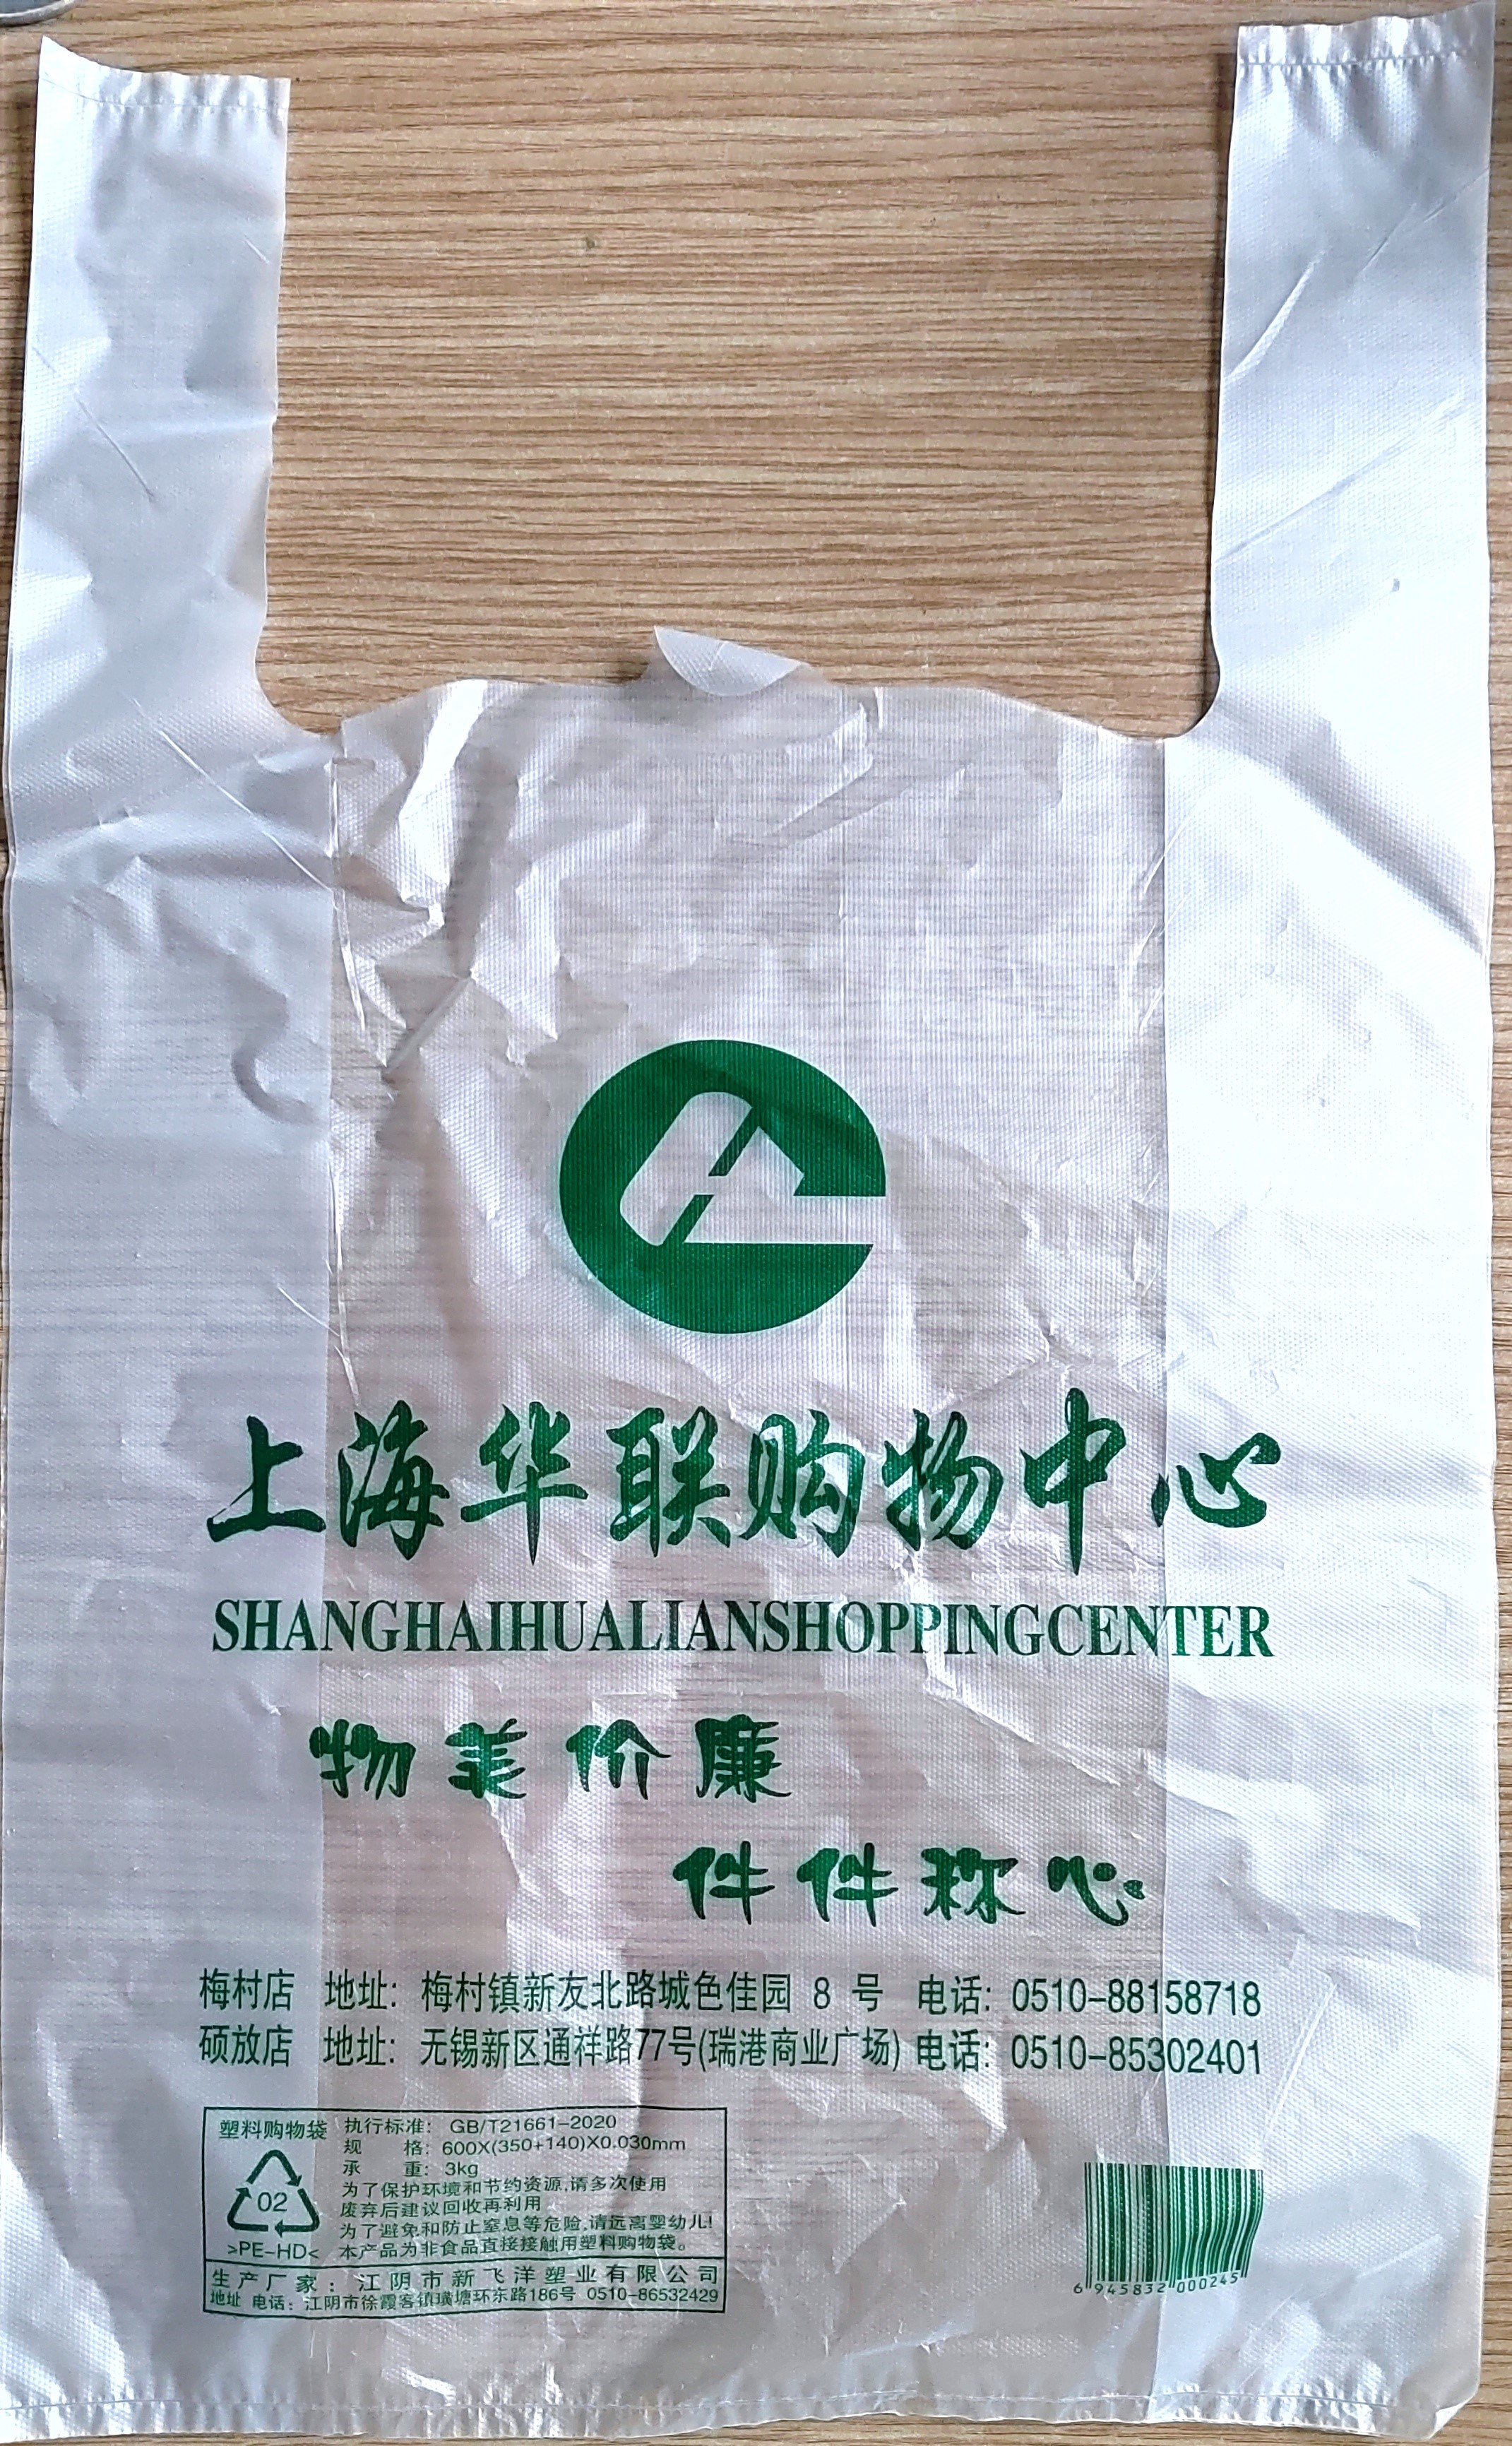 上海华联购物中心
SHANGHAIHUALIANSHOPPINGCENTER
物美价廉
件件称心
梅村店 地址: 梅村镇新友北路城色佳园 8 号 电话: 0510-88158718
硕放店 地址: 无锡新区通祥路77号(瑞港商业广场) 电话: 0510-85302401
塑料购物袋
02
>PE-HD<
执行标准: GB/T21661-2020
规 格: 600X(350+140)X0.030mm
承 重: 3kg
为了保护环境和节约资源,请多次使用
废弃后建议回收再利用
为了避免和防止窒息等危险,请远离婴幼儿!
本产品为非食品直接接触用塑料购物袋。
生产厂家: 江阴市新飞洋塑业有限公司
地址 电话: 江阴市徐霞客镇璜塘环东路186号 0510-86532429
6 945832 000245